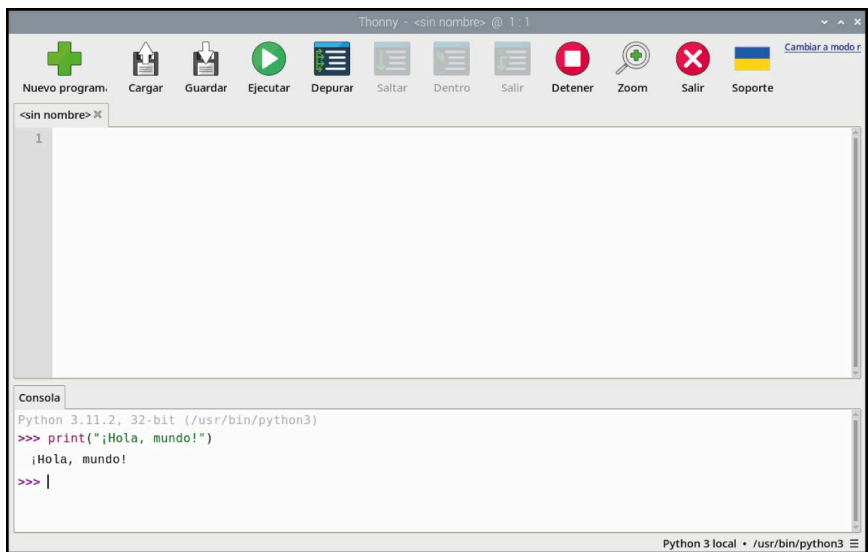 Thonny - <sin nombre> @ 1 : 1
Cambiar a modo r
Nuevo program. Cargar Guardar Ejecutar Depurar Saltar Dentro Salir Detener Zoom Salir Soporte
<sin nombre>
1
Consola
Python 3.11.2, 32-bit (/usr/bin/python3)
>>> print("¡Hola, mundo!")
¡Hola, mundo!
>>>
Python 3 local • /usr/bin/python3 ☰